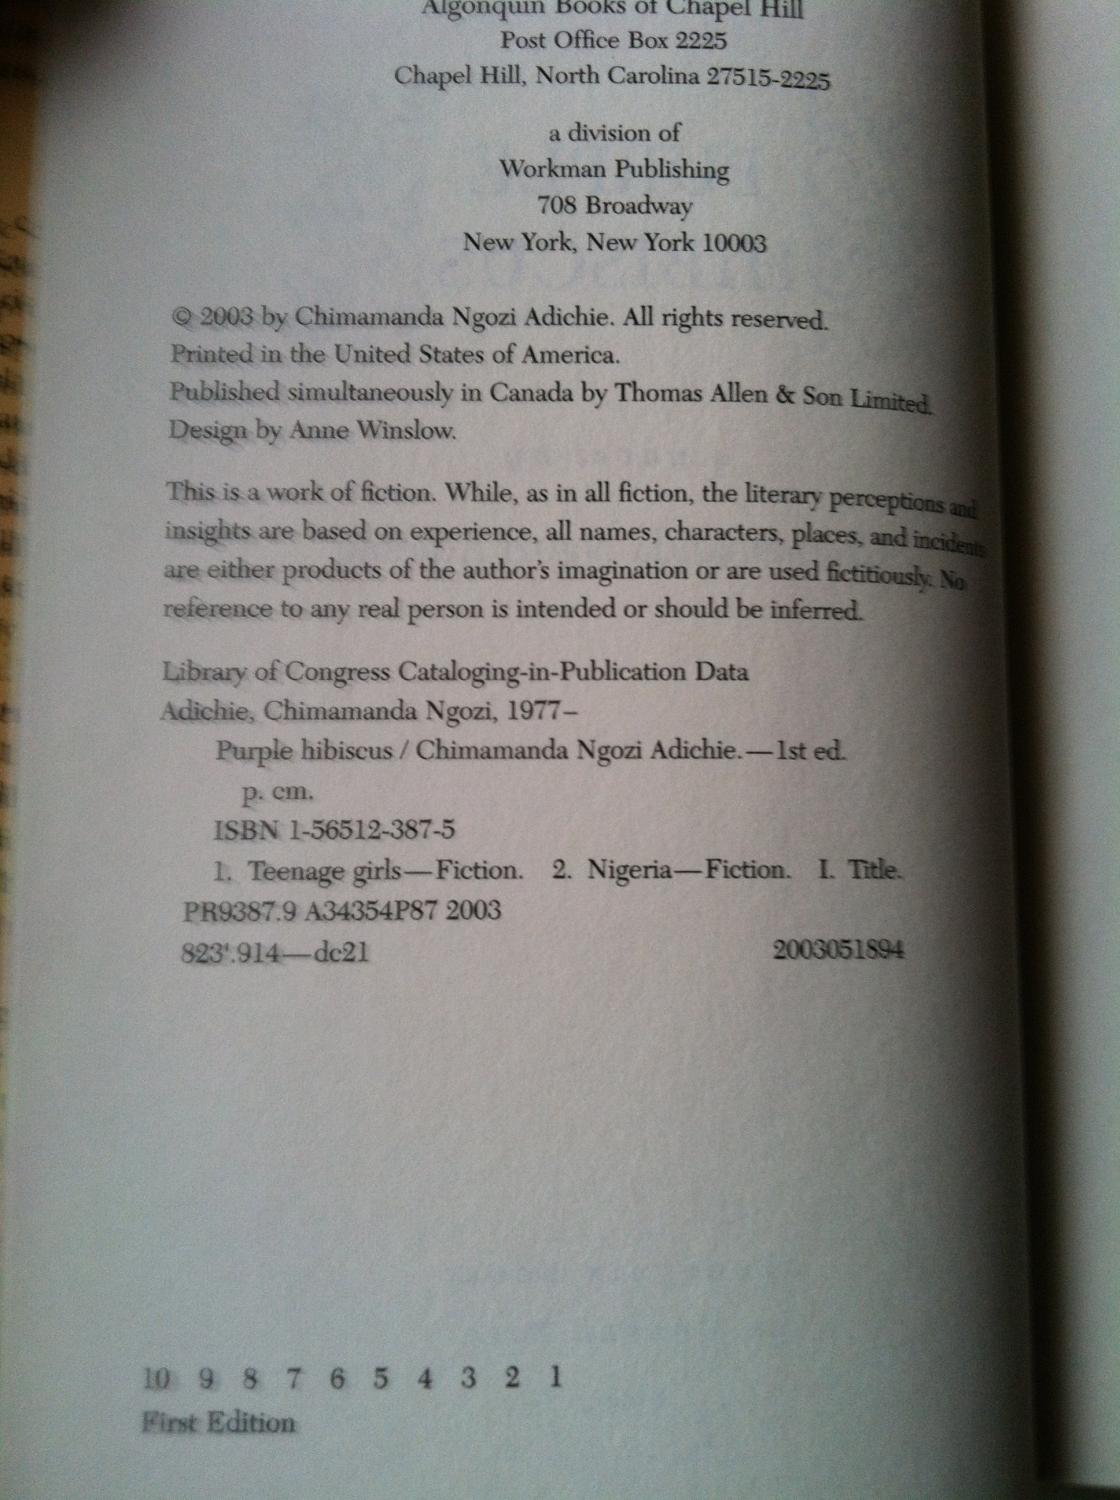 Algonquin Books of Chapel Hill
Post Office Box 2225
Chapel Hill, North Carolina 27515-2225
a division of
Workman Publishing
708 Broadway
New York, New York 10003
© 2003 by Chimamanda Ngozi Adichie. All rights reserved.
Printed in the United States of America.
Published simultaneously in Canada by Thomas Allen & Son Limited.
Design by Anne Winslow.
This is a work of fiction. While, as in all fiction, the literary perceptions and
insights are based on experience, all names, characters, places, and incidents
are either products of the author's imagination or are used fictitiously. No
reference to any real person is intended or should be inferred.
Library of Congress Cataloging-in-Publication Data
Adichie, Chimamanda Ngozi, 1977–
Purple hibiscus / Chimamanda Ngozi Adichie.—1st ed.
p. cm.
ISBN 1-56512-387-5
1. Teenage girls—Fiction. 2. Nigeria—Fiction. I. Title.
PR9387.9 A34354P87 2003
823'.914—dc21 2003051894
10 9 8 7 6 5 4 3 2 1
First Edition